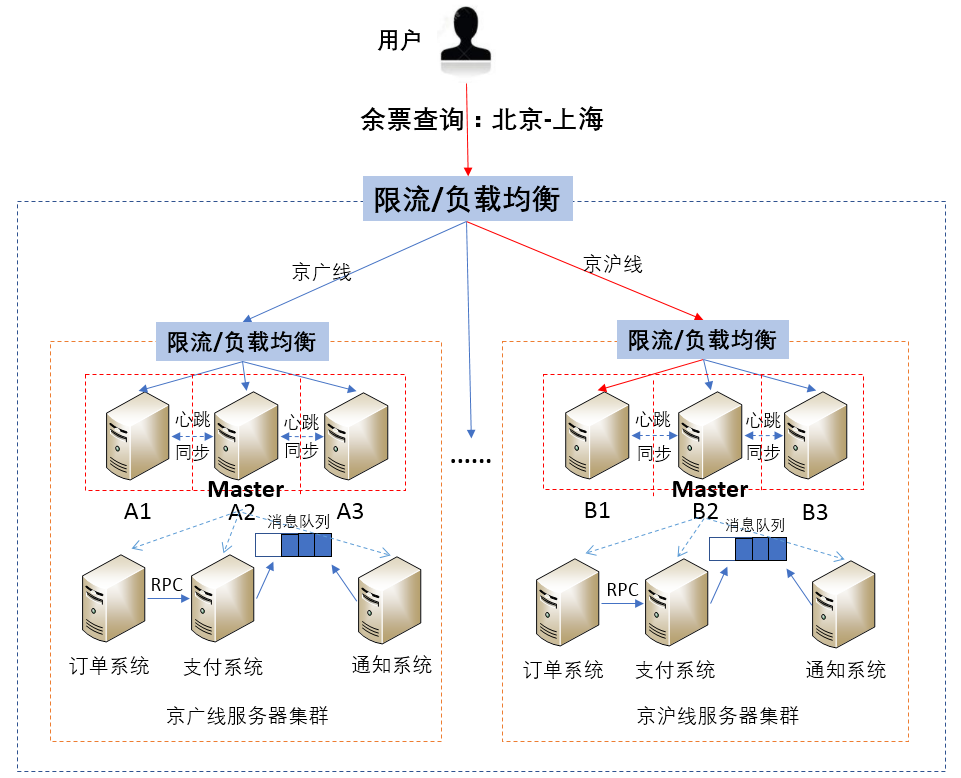 用户
余票查询：北京-上海
限流/负载均衡
京广线
京沪线
限流/负载均衡
心跳
同步
心跳
同步
Master
A1
A2
A3
消息队列
RPC
订单系统
支付系统
通知系统
京广线服务器集群
......
限流/负载均衡
心跳
同步
心跳
同步
Master
B1
B2
B3
消息队列
RPC
订单系统
支付系统
通知系统
京沪线服务器集群